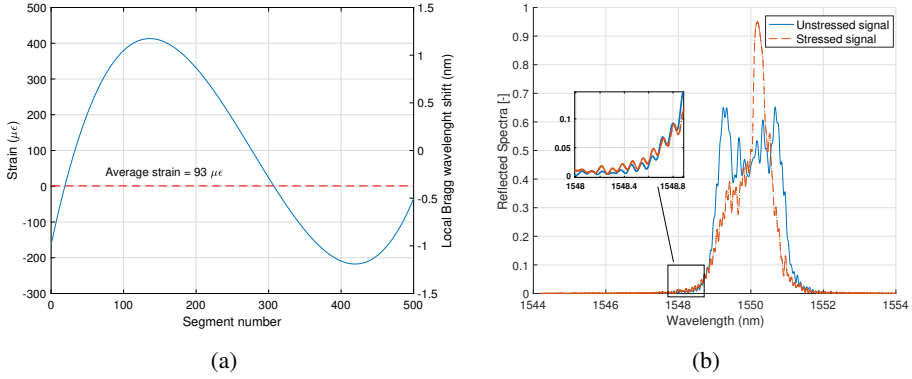 500
400
300
200
100
0
-100
-200
-300
Strain (με)
Average strain = 93 με
1.5
1
0.5
0
-0.5
-1
-1.5
Local Bragg wavelenght shift (nm)
0 100 200 300 400 500
Segment number
(a)
1
0.9
0.8
0.7
0.6
0.5
0.4
0.3
0.2
0.1
0
Reflected Spectra [-]
Unstressed signal
Stressed signal
0.1
0.05
0
1548 1548.4 1548.8
1544 1546 1548 1550 1552 1554
Wavelength (nm)
(b)